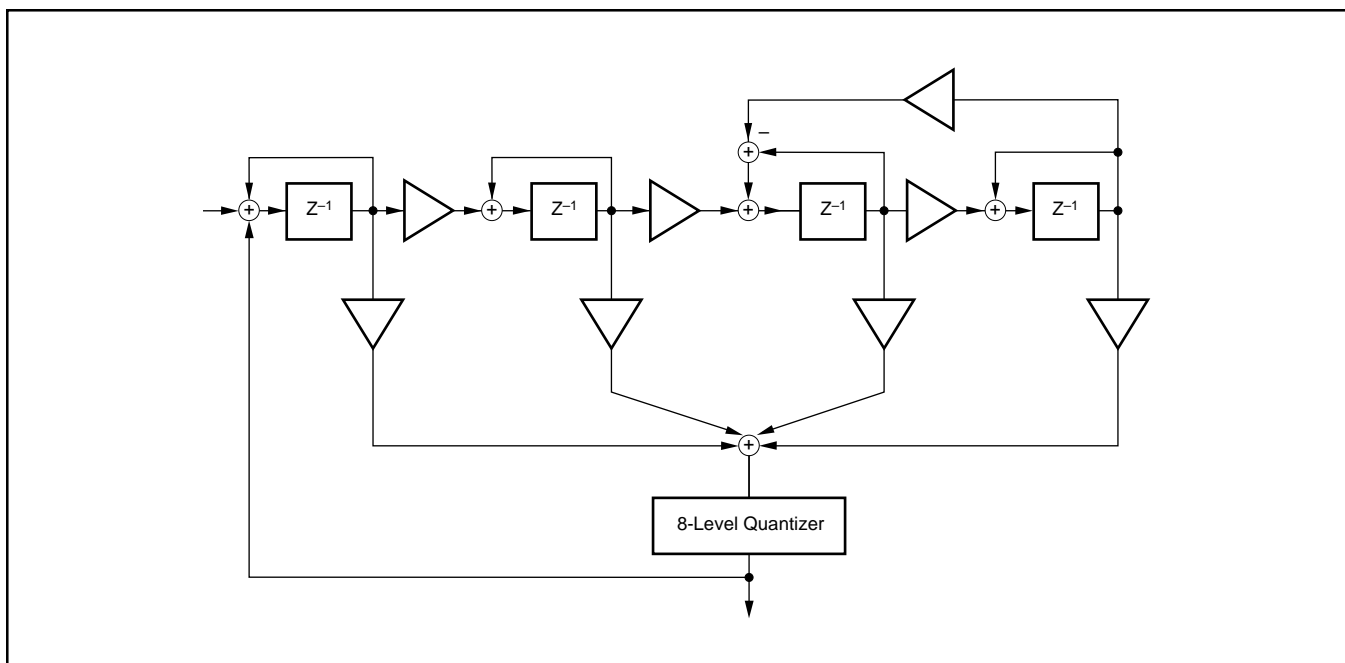 –
+ Z⁻¹ + Z⁻¹ + + Z⁻¹ + Z⁻¹
+
8-Level Quantizer